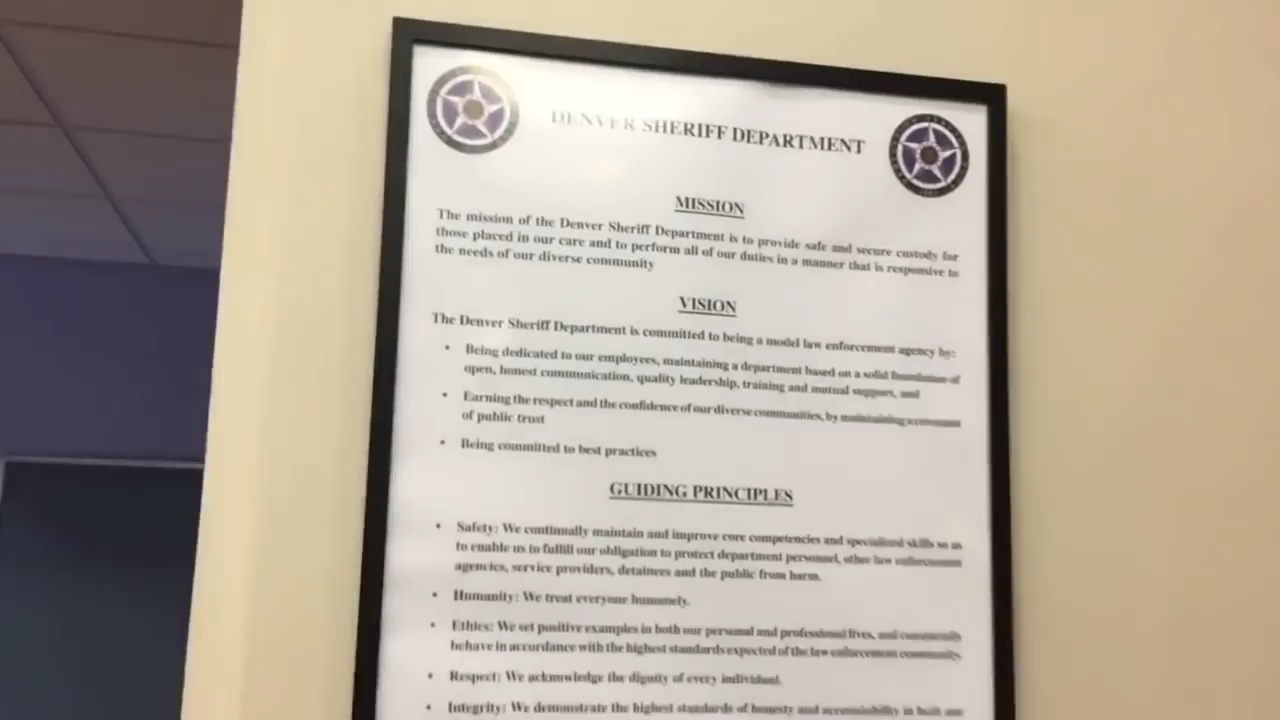 DENVER SHERIFF DEPARTMENT
MISSION
The mission of the Denver Sheriff Department is to provide safe and secure custody for
those placed in our care and to perform all of our duties in a manner that is responsive to
the needs of our diverse community
VISION
The Denver Sheriff Department is committed to being a model law enforcement agency by:
• Being dedicated to our employees, maintaining a department based on a solid foundation of
open, honest communication, quality leadership, training and mutual support, and
• Earning the respect and the confidence of our diverse communities, by maintaining a covenant
of public trust
• Being committed to best practices
GUIDING PRINCIPLES
• Safety: We continually maintain and improve core competencies and specialized skills so as
to enable us to fulfill our obligation to protect department personnel, other law enforcement
agencies, service providers, detainees and the public from harm.
• Humanity: We treat everyone humanely.
• Ethics: We set positive examples in both our personal and professional lives, and
behave in accordance with the highest standards expected of the law enforcement community.
• Respect: We acknowledge the dignity of every individual.
• Integrity: We demonstrate the highest standards of honesty and accountability in both our